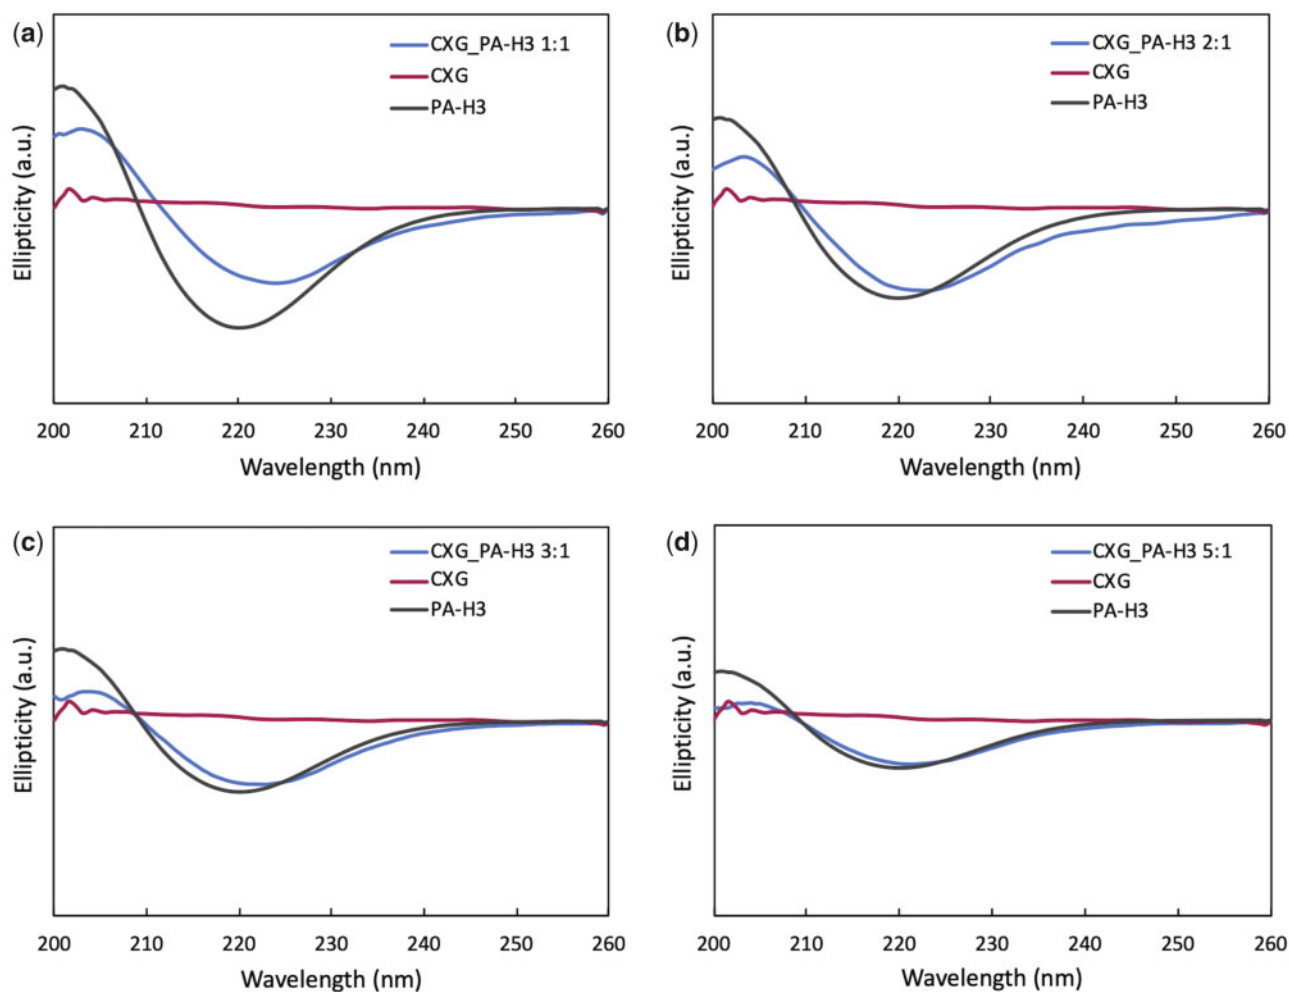 (a)
CXG_PA-H3 1:1
CXG
PA-H3
Ellipticity (a.u.)
200 210 220 230 240 250 260
Wavelength (nm)
(b)
CXG_PA-H3 2:1
CXG
PA-H3
Ellipticity (a.u.)
200 210 220 230 240 250 260
Wavelength (nm)
(c)
CXG_PA-H3 3:1
CXG
PA-H3
Ellipticity (a.u.)
200 210 220 230 240 250 260
Wavelength (nm)
(d)
CXG_PA-H3 5:1
CXG
PA-H3
Ellipticity (a.u.)
200 210 220 230 240 250 260
Wavelength (nm)